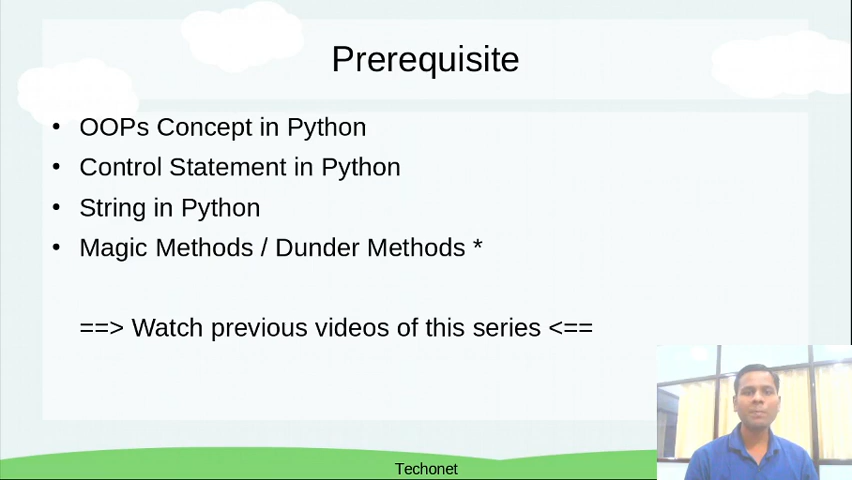 Prerequisite
• OOPs Concept in Python
• Control Statement in Python
• String in Python
• Magic Methods / Dunder Methods *
==> Watch previous videos of this series <==
Techonet